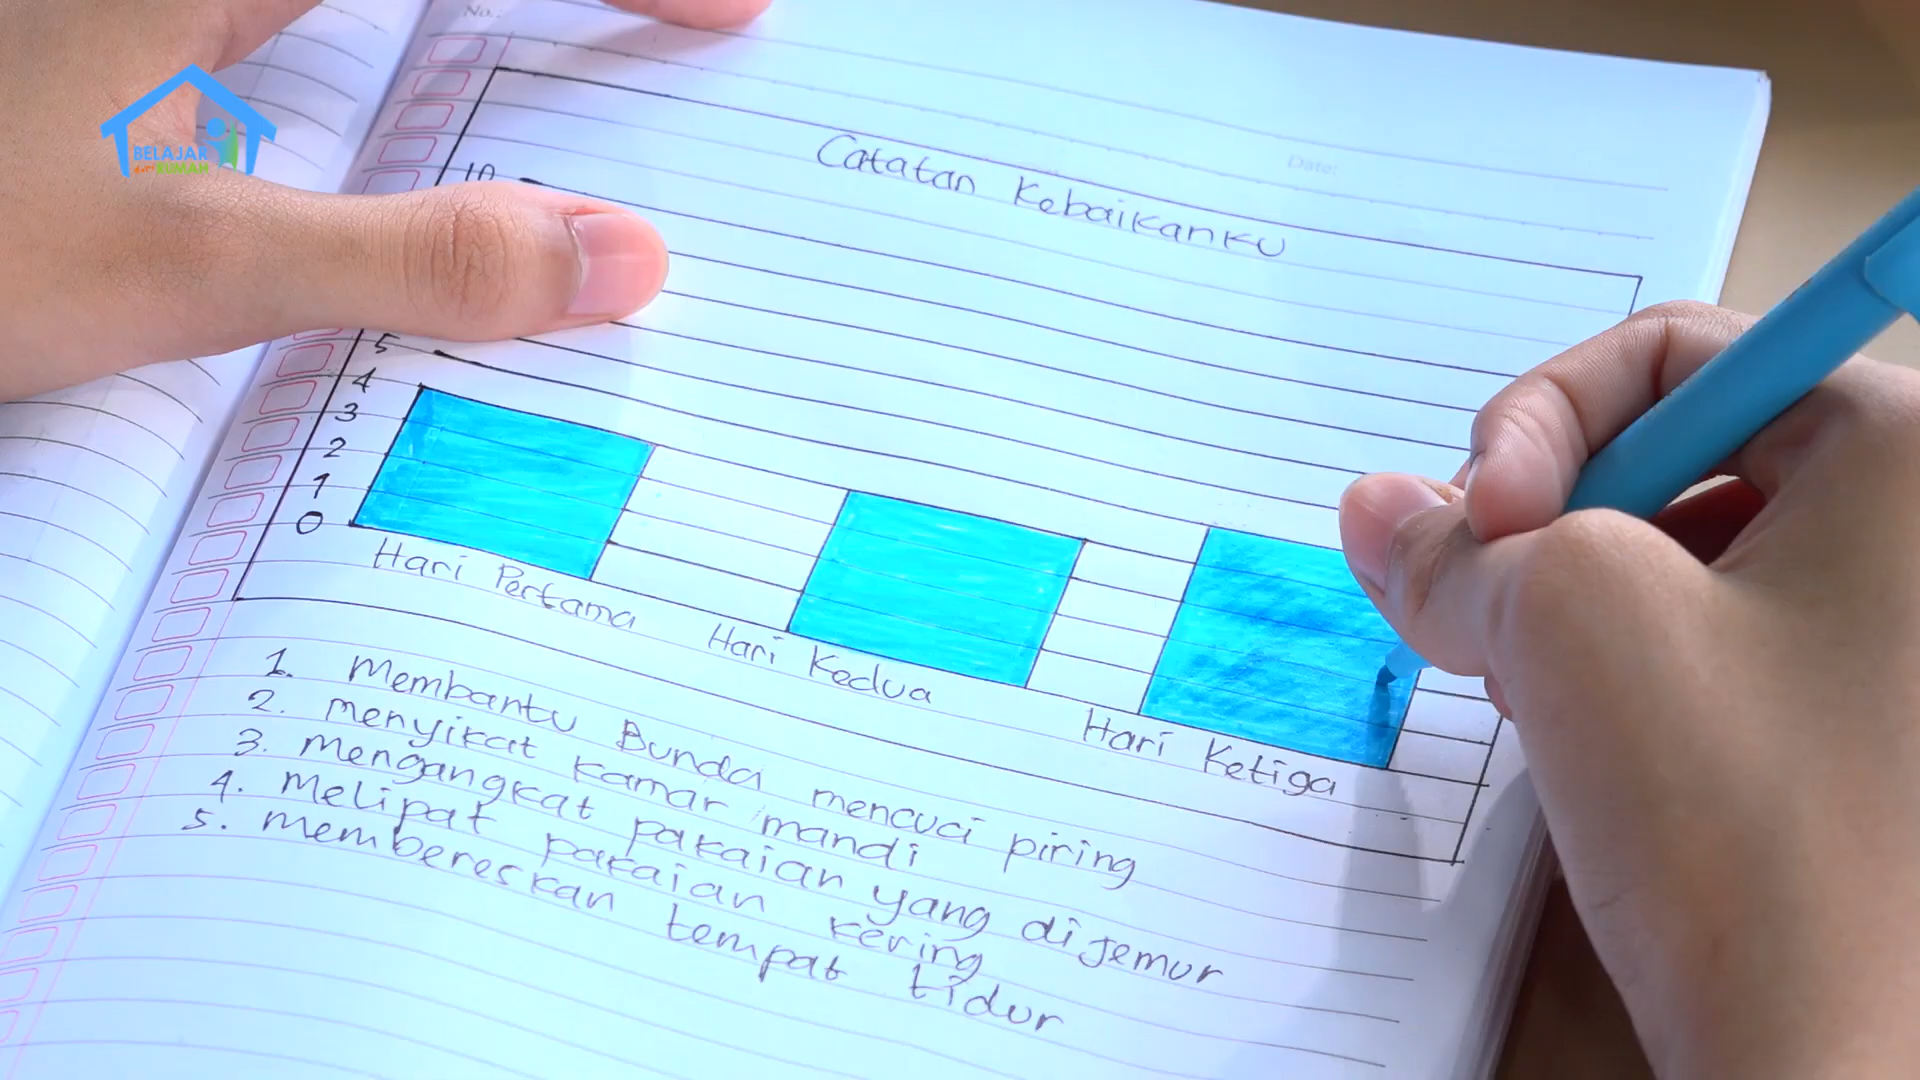 No.:
BELAJAR
dari RUMAH
Date:
Catatan Kebaikanku
10
5
4
3
2
1
0
Hari Pertama
Hari Kedua
Hari Ketiga
1. Membantu Bunda mencuci piring
2. Menyikat kamar mandi
3. Mengangkat pakaian yang dijemur
4. Melipat pakaian kering
5. Membereskan tempat tidur